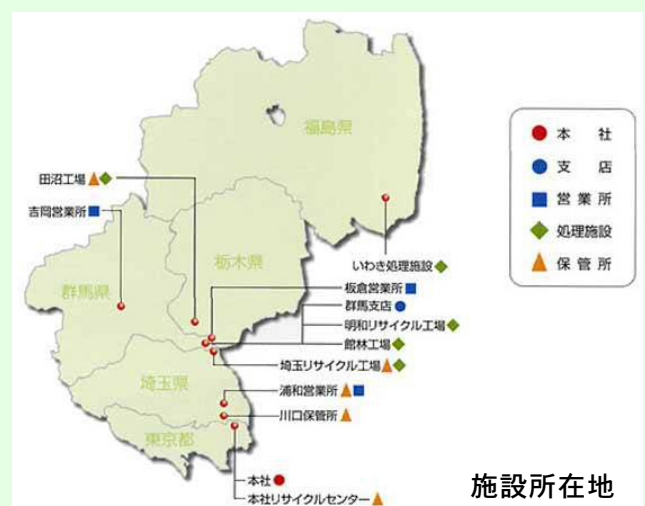 福島県
田沼工場
吉岡営業所
栃木県
群馬県
いわき処理施設
板倉営業所
群馬支店
明和リサイクル工場
館林工場
埼玉リサイクル工場
埼玉県
浦和営業所
川口保管所
東京都
本社
本社リサイクルセンター
本 社
支 店
営業所
処理施設
保管所
施設所在地